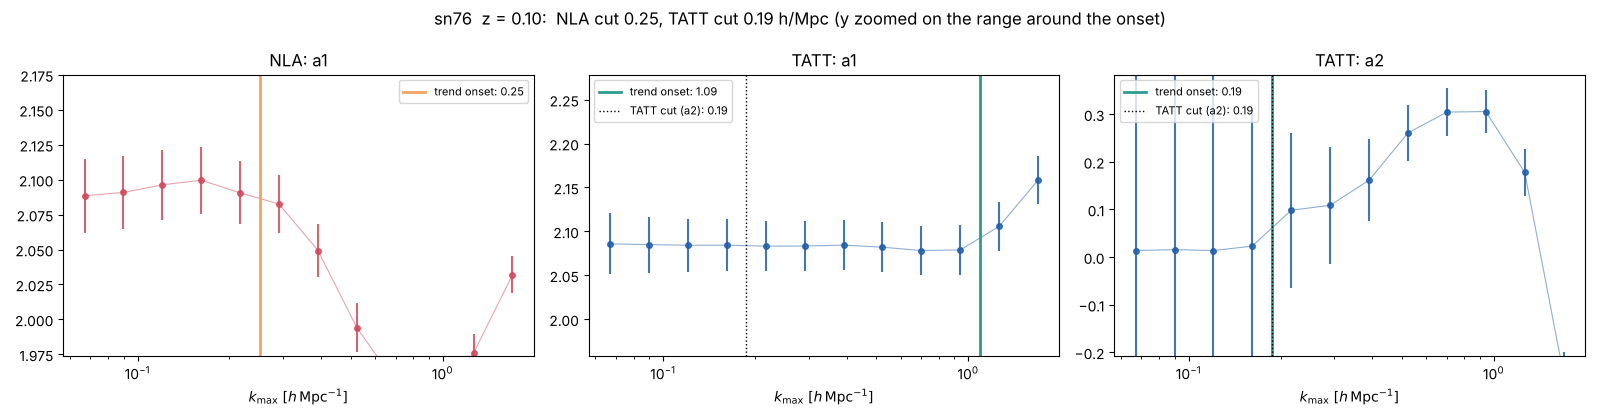 sn76 z = 0.10: NLA cut 0.25, TATT cut 0.19 h/Mpc (y zoomed on the range around the onset)
NLA: a1
2.175
2.150
2.125
2.100
2.075
2.050
2.025
2.000
1.975
trend onset: 0.25
10⁻¹
10⁰
k_max [h Mpc⁻¹]
TATT: a1
2.25
2.20
2.15
2.10
2.05
2.00
trend onset: 1.09
TATT cut (a2): 0.19
10⁻¹
10⁰
k_max [h Mpc⁻¹]
TATT: a2
0.3
0.2
0.1
0.0
−0.1
−0.2
trend onset: 0.19
TATT cut (a2): 0.19
10⁻¹
10⁰
k_max [h Mpc⁻¹]